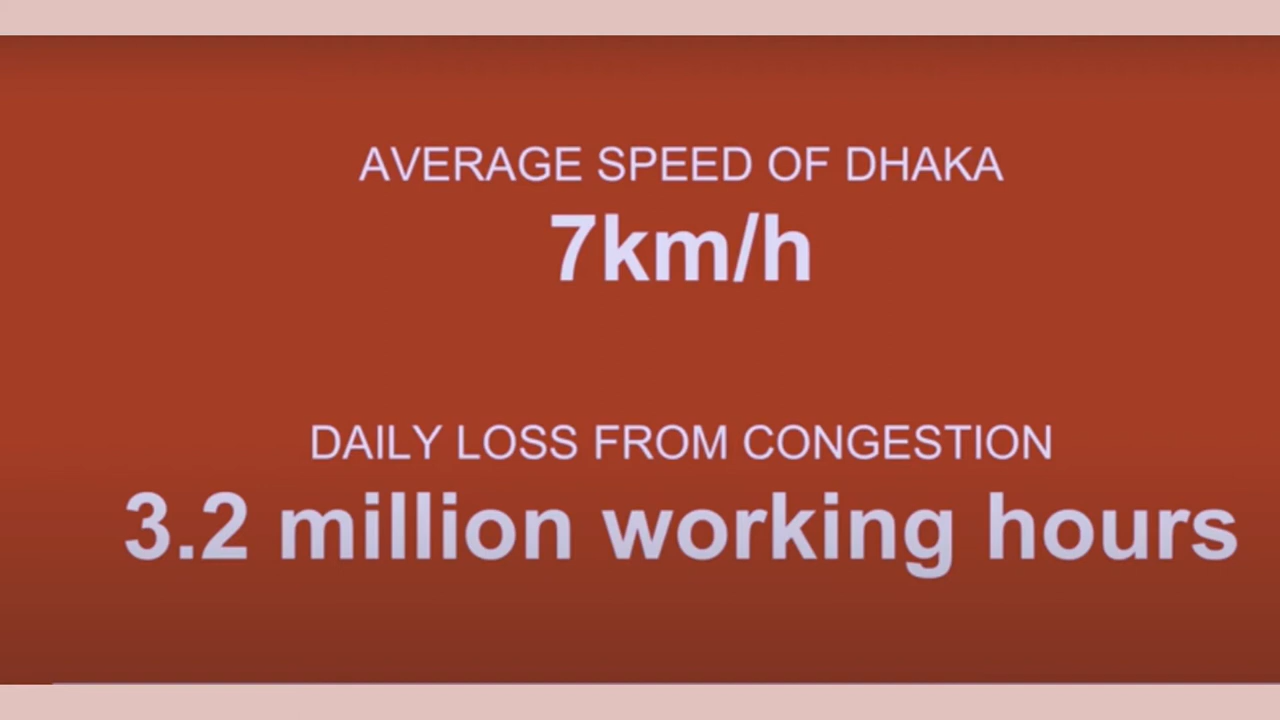 AVERAGE SPEED OF DHAKA
7km/h
DAILY LOSS FROM CONGESTION
3.2 million working hours